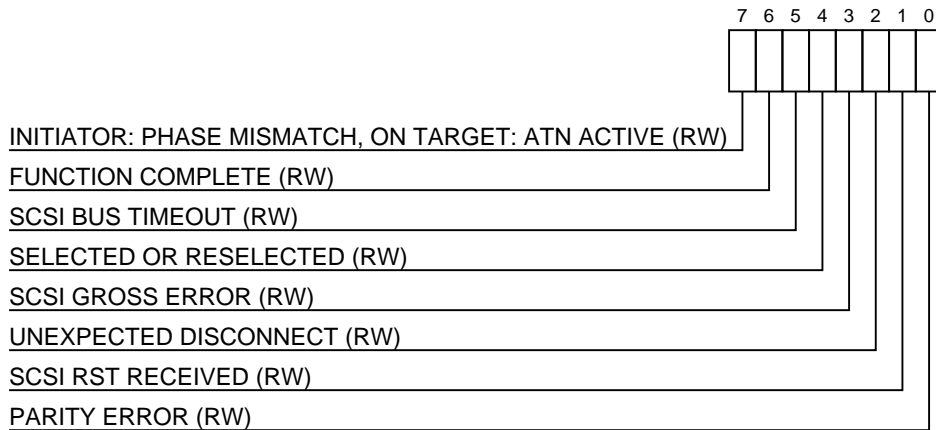 7 6 5 4 3 2 1 0
INITIATOR: PHASE MISMATCH, ON TARGET: ATN ACTIVE (RW)
FUNCTION COMPLETE (RW)
SCSI BUS TIMEOUT (RW)
SELECTED OR RESELECTED (RW)
SCSI GROSS ERROR (RW)
UNEXPECTED DISCONNECT (RW)
SCSI RST RECEIVED (RW)
PARITY ERROR (RW)